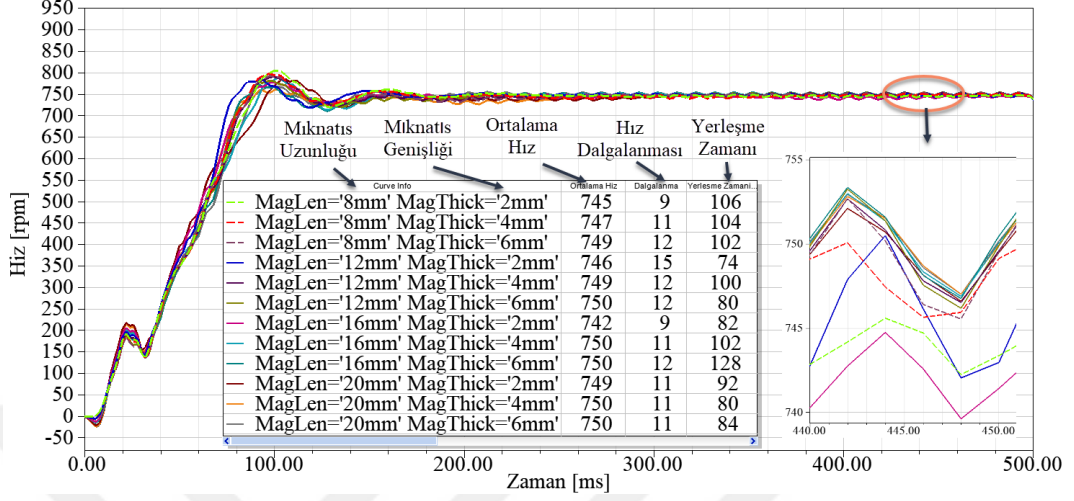 950
900
850
800
750
700
650
600
550
500
450
400
350
300
250
200
150
100
50
0
-50
Hız [rpm]
0.00 100.00 200.00 300.00 400.00 500.00
Zaman [ms]
Mıknatıs Uzunluğu
Mıknatıs Genişliği
Ortalama Hız
Hız Dalgalanması
Yerleşme Zamanı
Curve Info Ortalama Hiz Dalgalanma Yerlesme Zamani...
MagLen='8mm' MagThick='2mm' 745 9 106
MagLen='8mm' MagThick='4mm' 747 11 104
MagLen='8mm' MagThick='6mm' 749 12 102
MagLen='12mm' MagThick='2mm' 746 15 74
MagLen='12mm' MagThick='4mm' 749 12 100
MagLen='12mm' MagThick='6mm' 750 12 80
MagLen='16mm' MagThick='2mm' 742 9 82
MagLen='16mm' MagThick='4mm' 750 11 102
MagLen='16mm' MagThick='6mm' 750 12 128
MagLen='20mm' MagThick='2mm' 749 11 92
MagLen='20mm' MagThick='4mm' 750 11 80
MagLen='20mm' MagThick='6mm' 750 11 84
755
750
745
740
440.00 445.00 450.00